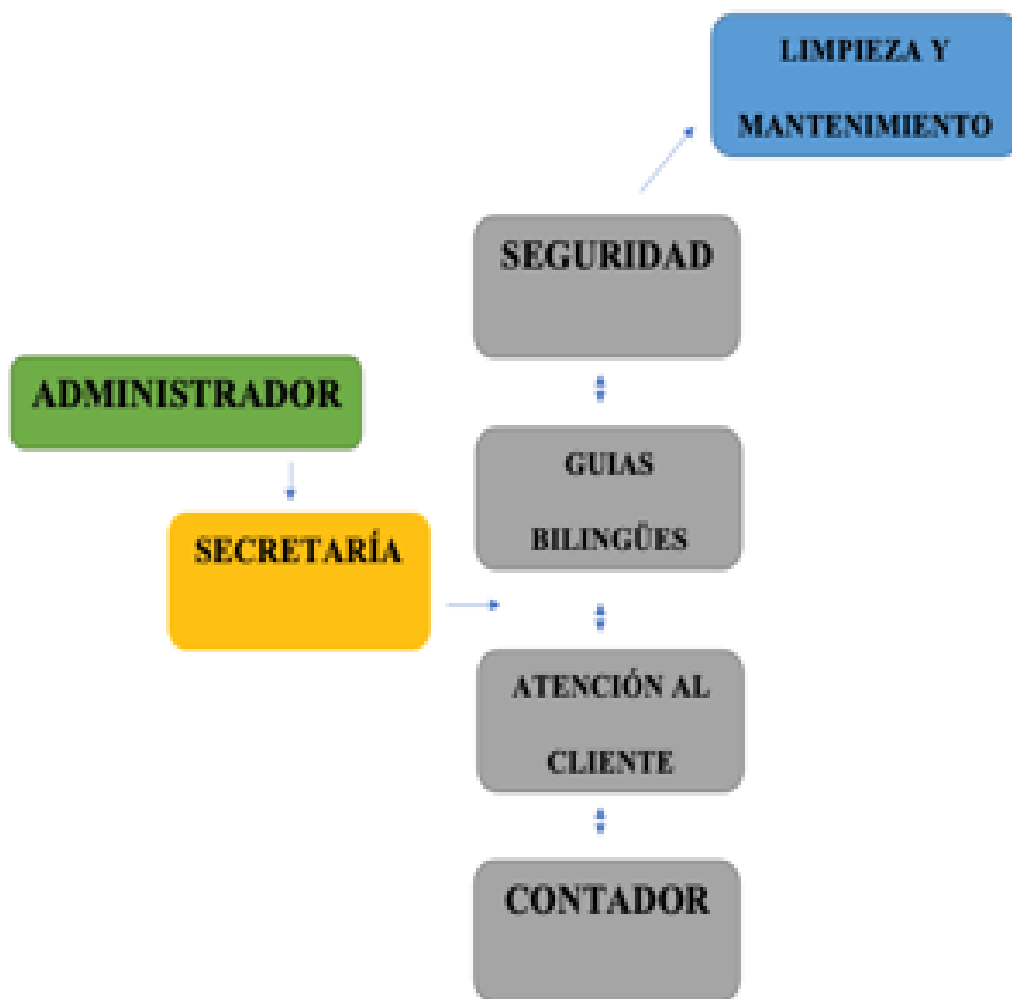 LIMPIEZA Y
MANTENIMIENTO
SEGURIDAD
ADMINISTRADOR
GUIAS
BILINGÜES
SECRETARÍA
ATENCIÓN AL
CLIENTE
CONTADOR